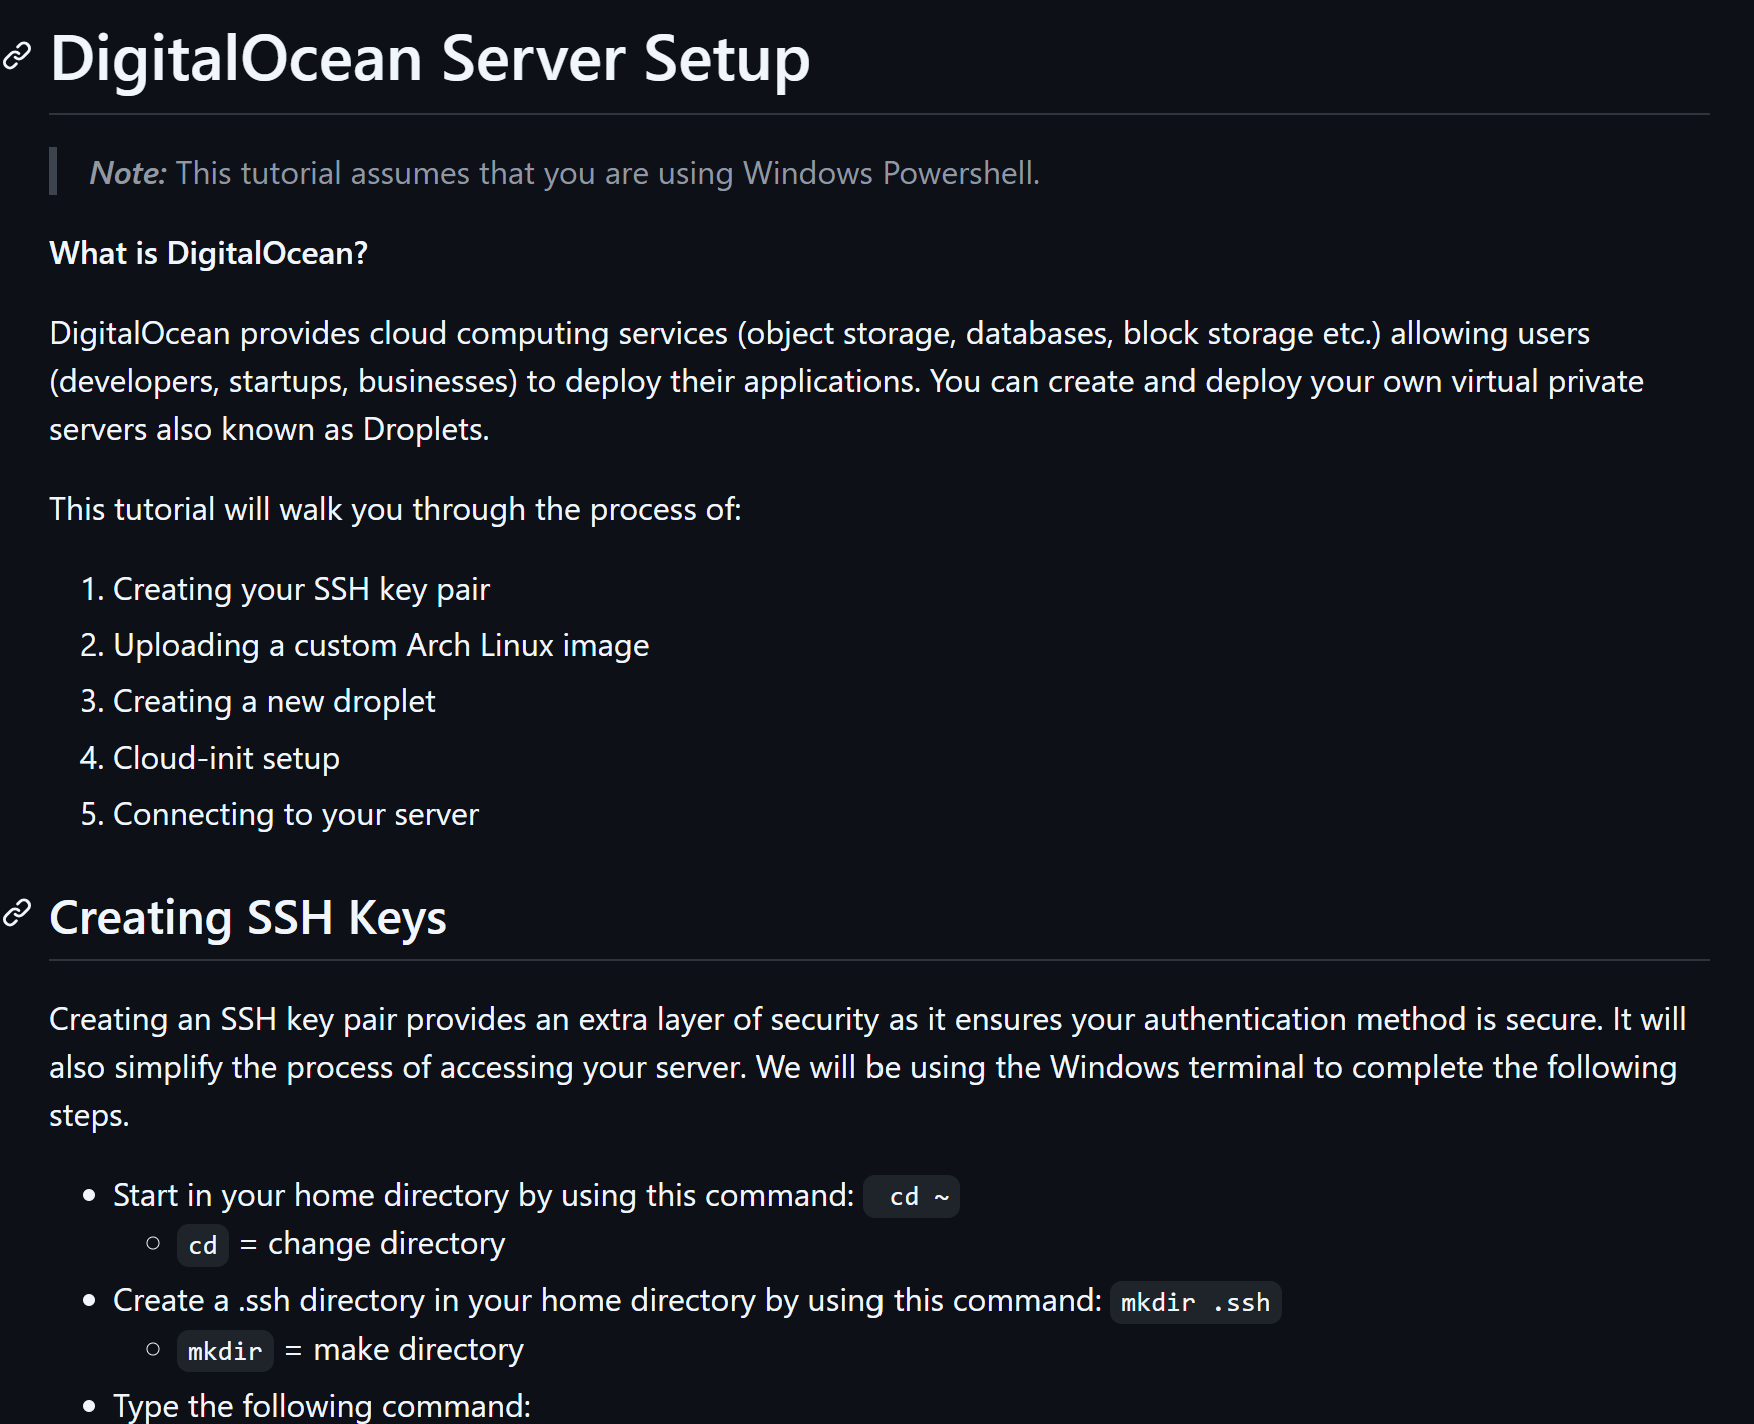 DigitalOcean Server Setup
Note: This tutorial assumes that you are using Windows Powershell.
What is DigitalOcean?
DigitalOcean provides cloud computing services (object storage, databases, block storage etc.) allowing users
(developers, startups, businesses) to deploy their applications. You can create and deploy your own virtual private
servers also known as Droplets.
This tutorial will walk you through the process of:
1. Creating your SSH key pair
2. Uploading a custom Arch Linux image
3. Creating a new droplet
4. Cloud-init setup
5. Connecting to your server
Creating SSH Keys
Creating an SSH key pair provides an extra layer of security as it ensures your authentication method is secure. It will
also simplify the process of accessing your server. We will be using the Windows terminal to complete the following
steps.
• Start in your home directory by using this command: cd ~
○ cd = change directory
• Create a .ssh directory in your home directory by using this command: mkdir .ssh
○ mkdir = make directory
• Type the following command: